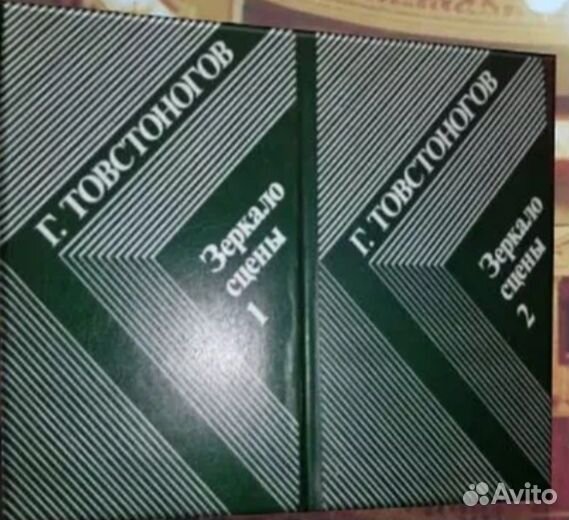 Г. ТОВСТОНОГОВ
Зеркало
сцены
1
Г. ТОВСТОНОГОВ
Зеркало
сцены
2
Avito